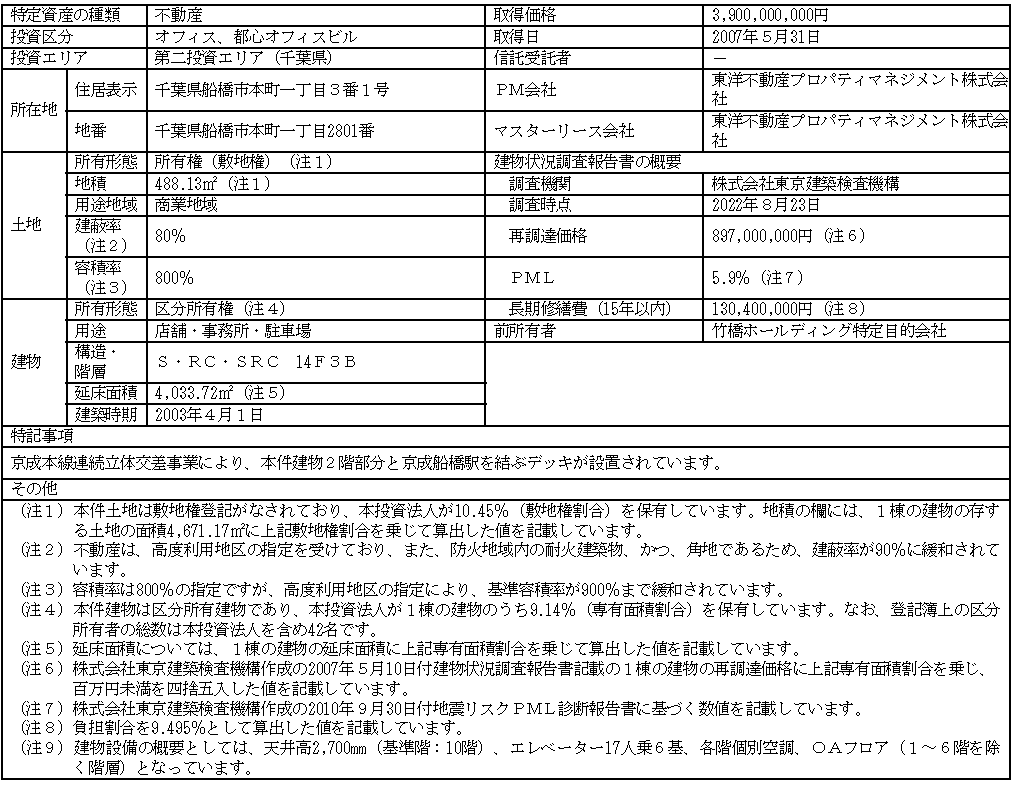 特定資産の種類 不動産 取得価格 3,900,000,000円
投資区分 オフィス、都心オフィスビル 取得日 2007年５月31日
投資エリア 第二投資エリア（千葉県） 信託受託者 －
所在地 住居表示 千葉県船橋市本町一丁目３番１号 ＰＭ会社 東洋不動産プロパティマネジメント株式会
社
地番 千葉県船橋市本町一丁目2801番 マスターリース会社 東洋不動産プロパティマネジメント株式会
社
土地 所有形態 所有権（敷地権）（注１） 建物状況調査報告書の概要
地積 488.13㎡（注１） 調査機関 株式会社東京建築検査機構
用途地域 商業地域 調査時点 2022年８月23日
建蔽率
（注２） 80％ 再調達価格 897,000,000円（注６）
容積率
（注３） 800％ ＰＭＬ 5.9％（注７）
建物 所有形態 区分所有権（注４） 長期修繕費（15年以内） 130,400,000円（注８）
用途 店舗・事務所・駐車場 前所有者 竹橋ホールディング特定目的会社
構造・
階層 Ｓ・ＲＣ・ＳＲＣ　14Ｆ３Ｂ
延床面積 4,033.72㎡（注５）
建築時期 2003年４月１日
特記事項
京成本線連続立体交差事業により、本件建物２階部分と京成船橋駅を結ぶデッキが設置されています。
その他
（注１）本件土地は敷地権登記がなされており、本投資法人が10.45％（敷地権割合）を保有しています。地積の欄には、１棟の建物の存す
る土地の面積4,671.17㎡に上記敷地権割合を乗じて算出した値を記載しています。
（注２）不動産は、高度利用地区の指定を受けており、また、防火地域内の耐火建築物、かつ、角地であるため、建蔽率が90％に緩和されて
います。
（注３）容積率は800％の指定ですが、高度利用地区の指定により、基準容積率が900％まで緩和されています。
（注４）本件建物は区分所有建物であり、本投資法人が１棟の建物のうち9.14％（専有面積割合）を保有しています。なお、登記簿上の区分
所有者の総数は本投資法人を含め42名です。
（注５）延床面積については、１棟の建物の延床面積に上記専有面積割合を乗じて算出した値を記載しています。
（注６）株式会社東京建築検査機構作成の2007年５月10日付建物状況調査報告書記載の１棟の建物の再調達価格に上記専有面積割合を乗じ、
百万円未満を四捨五入した値を記載しています。
（注７）株式会社東京建築検査機構作成の2010年９月30日付地震リスクＰＭＬ診断報告書に基づく数値を記載しています。
（注８）負担割合を9.495％として算出した値を記載しています。
（注９）建物設備の概要としては、天井高2,700㎜（基準階：10階）、エレベーター17人乗６基、各階個別空調、ＯＡフロア（１～６階を除
く階層）となっています。